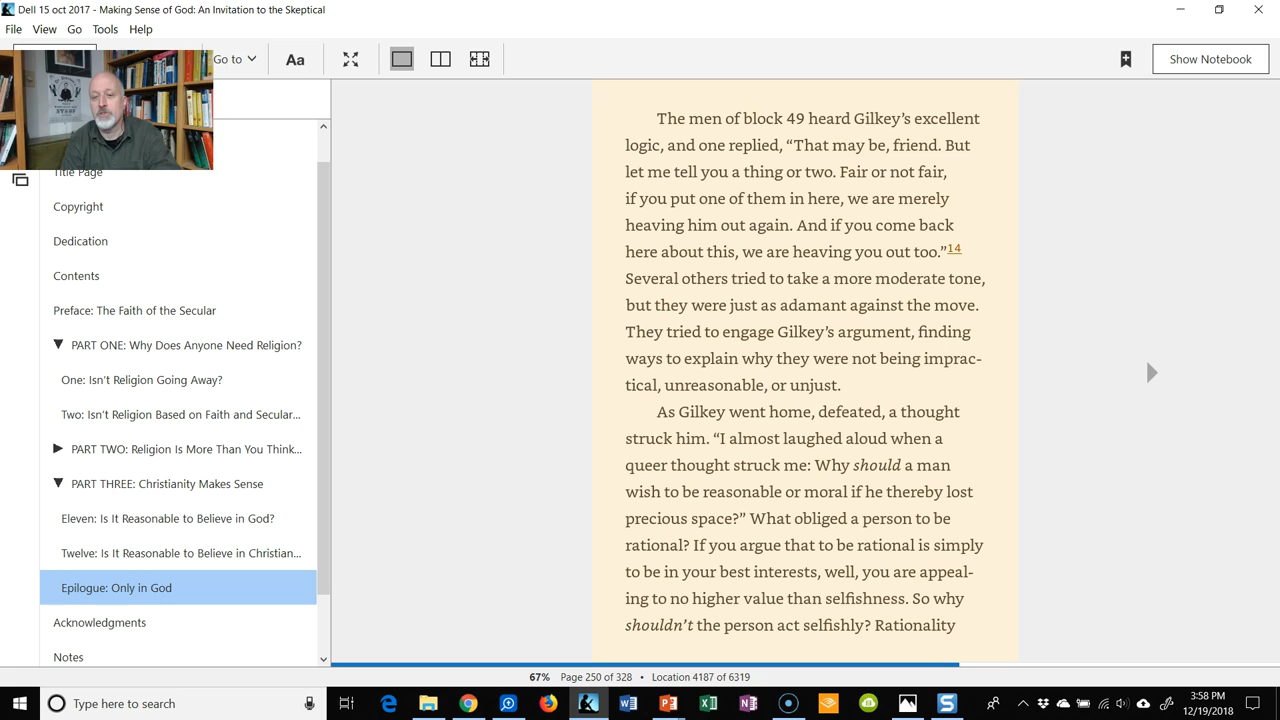 Dell 15 oct 2017 - Making Sense of God: An Invitation to the Skeptical
File View Go Tools Help
Go to Aa Show Notebook
Title Page
Copyright
Dedication
Contents
Preface: The Faith of the Secular
PART ONE: Why Does Anyone Need Religion?
One: Isn't Religion Going Away?
Two: Isn't Religion Based on Faith and Secular...
PART TWO: Religion Is More Than You Think...
PART THREE: Christianity Makes Sense
Eleven: Is It Reasonable to Believe in God?
Twelve: Is It Reasonable to Believe in Christian...
Epilogue: Only in God
Acknowledgments
Notes
The men of block 49 heard Gilkey's excellent
logic, and one replied, “That may be, friend. But
let me tell you a thing or two. Fair or not fair,
if you put one of them in here, we are merely
heaving him out again. And if you come back
here about this, we are heaving you out too.”14
Several others tried to take a more moderate tone,
but they were just as adamant against the move.
They tried to engage Gilkey's argument, finding
ways to explain why they were not being imprac-
tical, unreasonable, or unjust.
As Gilkey went home, defeated, a thought
struck him. “I almost laughed aloud when a
queer thought struck me: Why should a man
wish to be reasonable or moral if he thereby lost
precious space?” What obliged a person to be
rational? If you argue that to be rational is simply
to be in your best interests, well, you are appeal-
ing to no higher value than selfishness. So why
shouldn't the person act selfishly? Rationality
67% Page 250 of 328 • Location 4187 of 6319
Type here to search
3:58 PM
12/19/2018